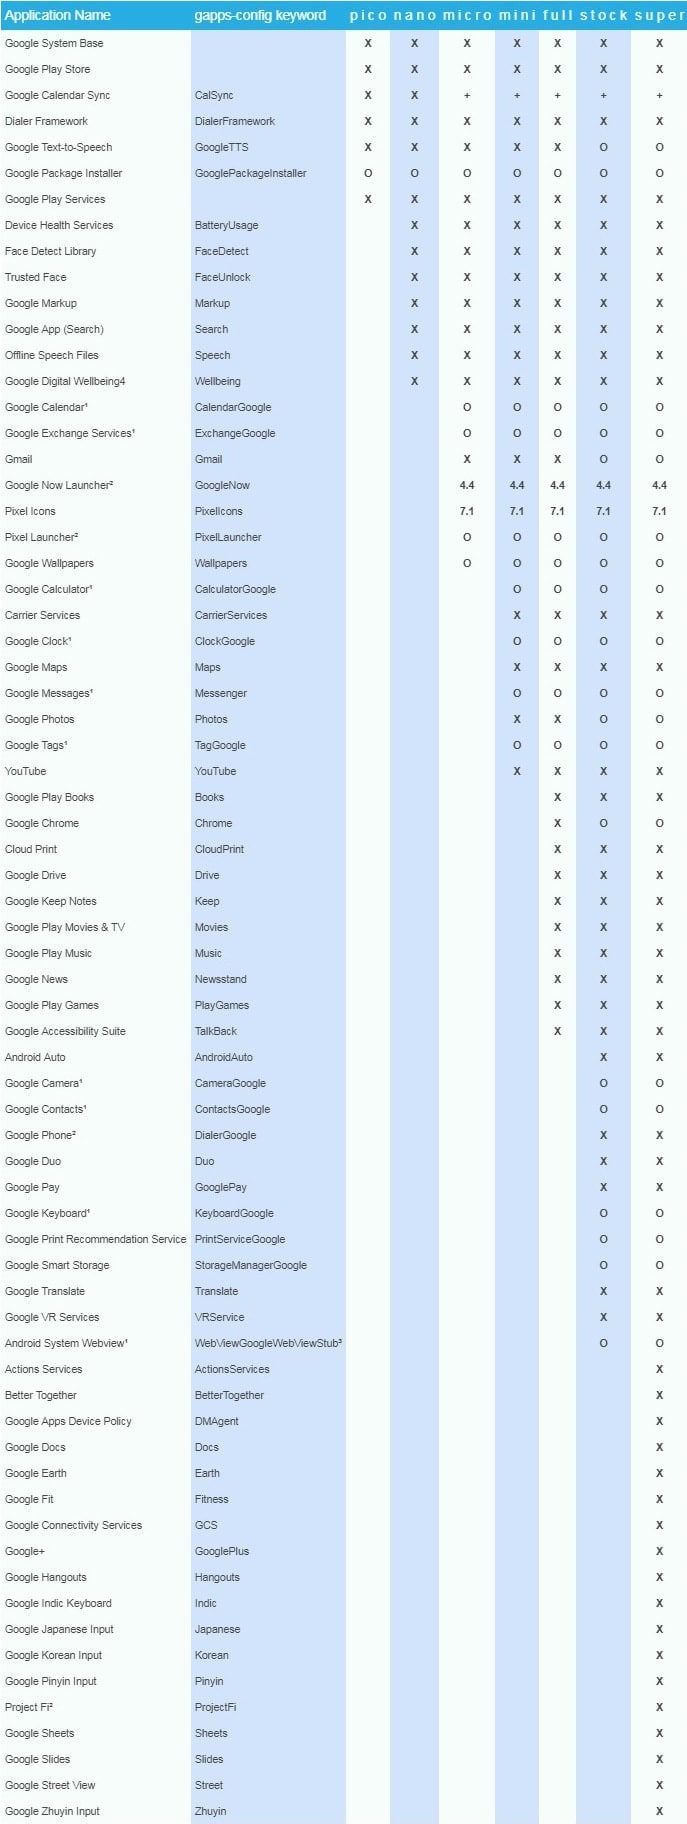 Application Name gapps-config keyword pico nano micro mini full stock super
Google System Base X X X X X X X
Google Play Store X X X X X X X
Google Calendar Sync CalSync X X + + + + +
Dialer Framework DialerFramework X X X X X X X
Google Text-to-Speech GoogleTTS X X X X X O O
Google Package Installer GooglePackageInstaller O O O O O O O
Google Play Services X X X X X X X
Device Health Services BatteryUsage X X X X X X
Face Detect Library FaceDetect X X X X X X
Trusted Face FaceUnlock X X X X X X
Google Markup Markup X X X X X X
Google App (Search) Search X X X X X X
Offline Speech Files Speech X X X X X X
Google Digital Wellbeing4 Wellbeing X X X X X X
Google Calendar¹ CalendarGoogle O O O O O
Google Exchange Services¹ ExchangeGoogle O O O O O
Gmail Gmail X X X O O
Google Now Launcher² GoogleNow 4.4 4.4 4.4 4.4 4.4
Pixel Icons PixelIcons 7.1 7.1 7.1 7.1 7.1
Pixel Launcher² PixelLauncher O O O O O
Google Wallpapers Wallpapers O O O O O
Google Calculator¹ CalculatorGoogle O O O O
Carrier Services CarrierServices X X X X
Google Clock¹ ClockGoogle O O O O
Google Maps Maps X X X X
Google Messages¹ Messenger O O O O
Google Photos Photos X X O O
Google Tags¹ TagGoogle O O O O
YouTube YouTube X X X X
Google Play Books Books X X X
Google Chrome Chrome X O O
Cloud Print CloudPrint X X X
Google Drive Drive X X X
Google Keep Notes Keep X X X
Google Play Movies & TV Movies X X X
Google Play Music Music X X X
Google News Newsstand X X X
Google Play Games PlayGames X X X
Google Accessibility Suite TalkBack X X X
Android Auto AndroidAuto X X
Google Camera¹ CameraGoogle O O
Google Contacts¹ ContactsGoogle O O
Google Phone² DialerGoogle X X
Google Duo Duo X X
Google Pay GooglePay X X
Google Keyboard¹ KeyboardGoogle O O
Google Print Recommendation Service PrintServiceGoogle O O
Google Smart Storage StorageManagerGoogle O O
Google Translate Translate X X
Google VR Services VRService X X
Android System Webview¹ WebViewGoogleWebViewStub³ O O
Actions Services ActionsServices X
Better Together BetterTogether X
Google Apps Device Policy DMAgent X
Google Docs Docs X
Google Earth Earth X
Google Fit Fitness X
Google Connectivity Services GCS X
Google+ GooglePlus X
Google Hangouts Hangouts X
Google Indic Keyboard Indic X
Google Japanese Input Japanese X
Google Korean Input Korean X
Google Pinyin Input Pinyin X
Project Fi² ProjectFi X
Google Sheets Sheets X
Google Slides Slides X
Google Street View Street X
Google Zhuyin Input Zhuyin X